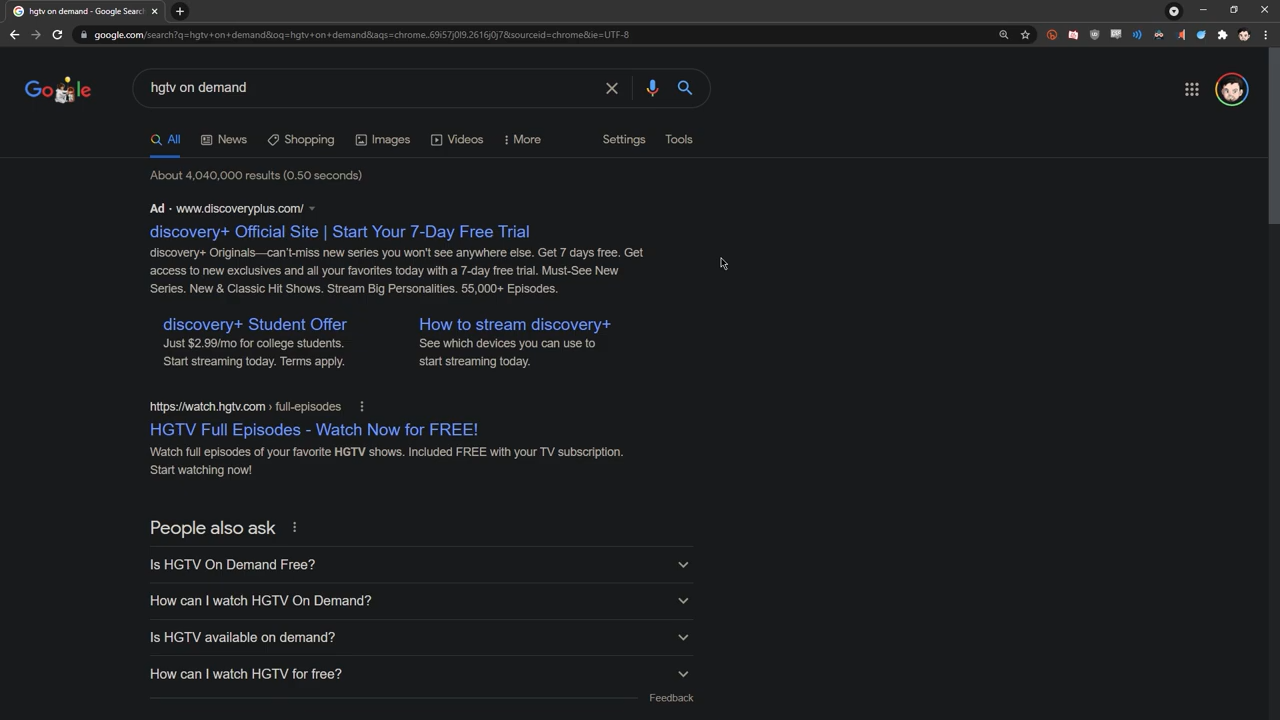 hgtv on demand - Google Searc
google.com/search?q=hgtv+on+demand&oq=hgtv+on+demand&aqs=chrome..69i57j0l9.2616j0j7&sourceid=chrome&ie=UTF-8
Google
hgtv on demand
All News Shopping Images Videos More Settings Tools
About 4,040,000 results (0.50 seconds)
Ad · www.discoveryplus.com/
discovery+ Official Site | Start Your 7-Day Free Trial
discovery+ Originals—can't-miss new series you won't see anywhere else. Get 7 days free. Get
access to new exclusives and all your favorites today with a 7-day free trial. Must-See New
Series. New & Classic Hit Shows. Stream Big Personalities. 55,000+ Episodes.
discovery+ Student Offer
Just $2.99/mo for college students.
Start streaming today. Terms apply.
How to stream discovery+
See which devices you can use to
start streaming today.
https://watch.hgtv.com › full-episodes
HGTV Full Episodes - Watch Now for FREE!
Watch full episodes of your favorite HGTV shows. Included FREE with your TV subscription.
Start watching now!
People also ask
Is HGTV On Demand Free?
How can I watch HGTV On Demand?
Is HGTV available on demand?
How can I watch HGTV for free?
Feedback